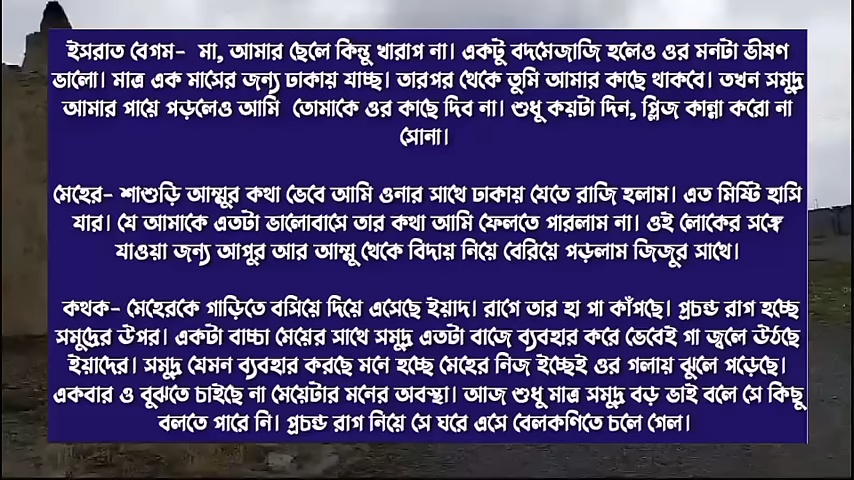 ইসরাত বেগম- মা, আমার ছেলে কিন্তু খারাপ না। একটু বদমেজাজি হলেও ওর মনটা ভীষণ
ভালো। মাত্র এক মাসের জন্য ঢাকায় যাচ্ছ। তারপর থেকে তুমি আমার কাছে থাকবে। তখন সমুদ্র
আমার পায়ে পড়লেও আমি তোমাকে ওর কাছে দিব না। শুধু কয়টা দিন, প্লিজ কান্না করো না
সোনা।
মেহের- শাশুড়ি আম্মুর কথা ভেবে আমি ওনার সাথে ঢাকায় যেতে রাজি হলাম। এত মিষ্টি হাসি
যার। যে আমাকে এতটা ভালোবাসে তার কথা আমি ফেলতে পারলাম না। ওই লোকের সঙ্গে
যাওয়া জন্য আপুর আর আম্মু থেকে বিদায় নিয়ে বেরিয়ে পড়লাম জিজুর সাথে।
কথক- মেহেরকে গাড়িতে বসিয়ে দিয়ে এসেছে ইয়াদ। রাগে তার হা পা কাঁপছে। প্রচন্ড রাগ হচ্ছে
সমুদ্রের উপর। একটা বাচ্চা মেয়ের সাথে সমুদ্র এতটা বাজে ব্যবহার করে ভেবেই গা জ্বলে উঠছে
ইয়াদের। সমুদ্র যেমন ব্যবহার করছে মনে হচ্ছে মেহের নিজ ইচ্ছেই ওর গলায় ঝুলে পড়েছে।
একবার ও বুঝতে চাইছে না মেয়েটার মনের অবস্থা। আজ শুধু মাত্র সমুদ্র বড় ভাই বলে সে কিছু
বলতে পারে নি। প্রচন্ড রাগ নিয়ে সে ঘরে এসে বেলকণিতে চলে গেল।